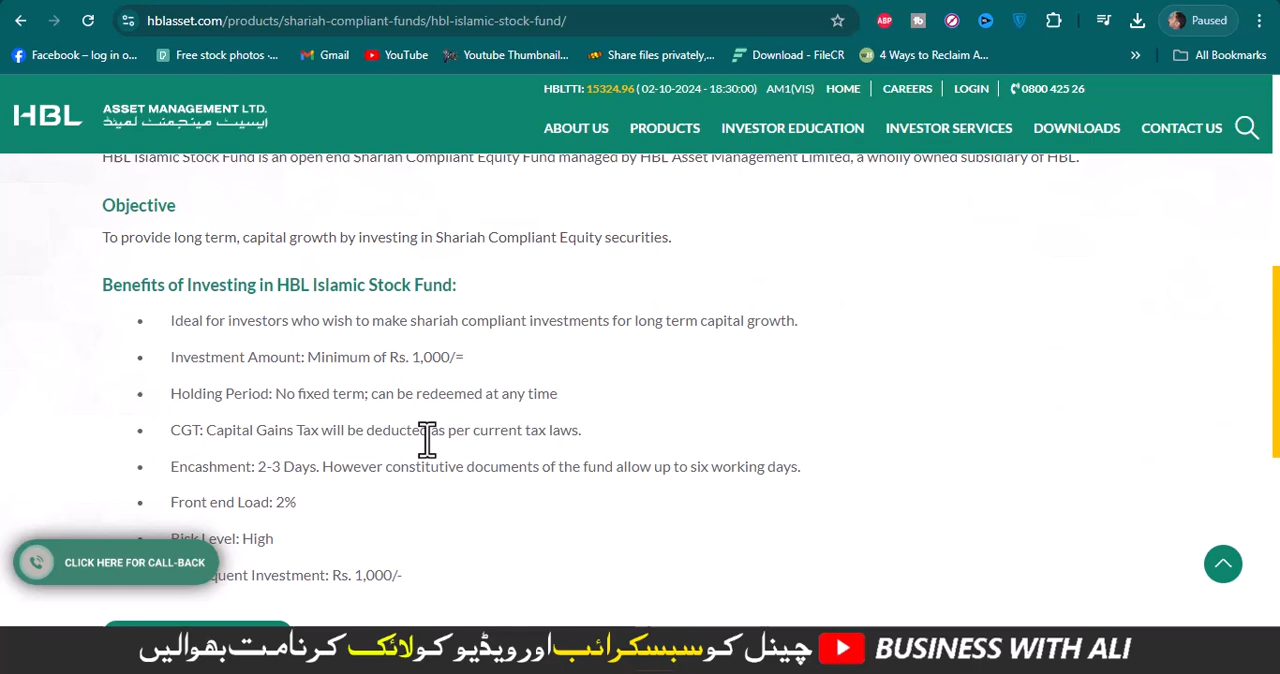 hblasset.com/products/shariah-compliant-funds/hbl-islamic-stock-fund/
ABP
Paused
Facebook – log in o...
Free stock photos ·...
Gmail
YouTube
Youtube Thumbnail...
Share files privately,...
Download - FileCR
4 Ways to Reclaim A...
»
All Bookmarks
HBLTTI: 15324.96 ( 02-10-2024 - 18:30:00) AM1(VIS) HOME CAREERS LOGIN 0800 425 26
HBL ASSET MANAGEMENT LTD.
ایسیٹ مینجمنٹ لمیٹڈ
ABOUT US PRODUCTS INVESTOR EDUCATION INVESTOR SERVICES DOWNLOADS CONTACT US
HBL Islamic Stock Fund is an open end Shariah Compliant Equity Fund managed by HBL Asset Management Limited, a wholly owned subsidiary of HBL.
Objective
To provide long term, capital growth by investing in Shariah Compliant Equity securities.
Benefits of Investing in HBL Islamic Stock Fund:
• Ideal for investors who wish to make shariah compliant investments for long term capital growth.
• Investment Amount: Minimum of Rs. 1,000/=
• Holding Period: No fixed term; can be redeemed at any time
• CGT: Capital Gains Tax will be deducted as per current tax laws.
• Encashment: 2-3 Days. However constitutive documents of the fund allow up to six working days.
• Front end Load: 2%
Risk Level: High
CLICK HERE FOR CALL-BACK
quent Investment: Rs. 1,000/-
چینل کو سبسکرائب اور ویڈیو کو لائک کرنا مت بھوالیں
BUSINESS WITH ALI